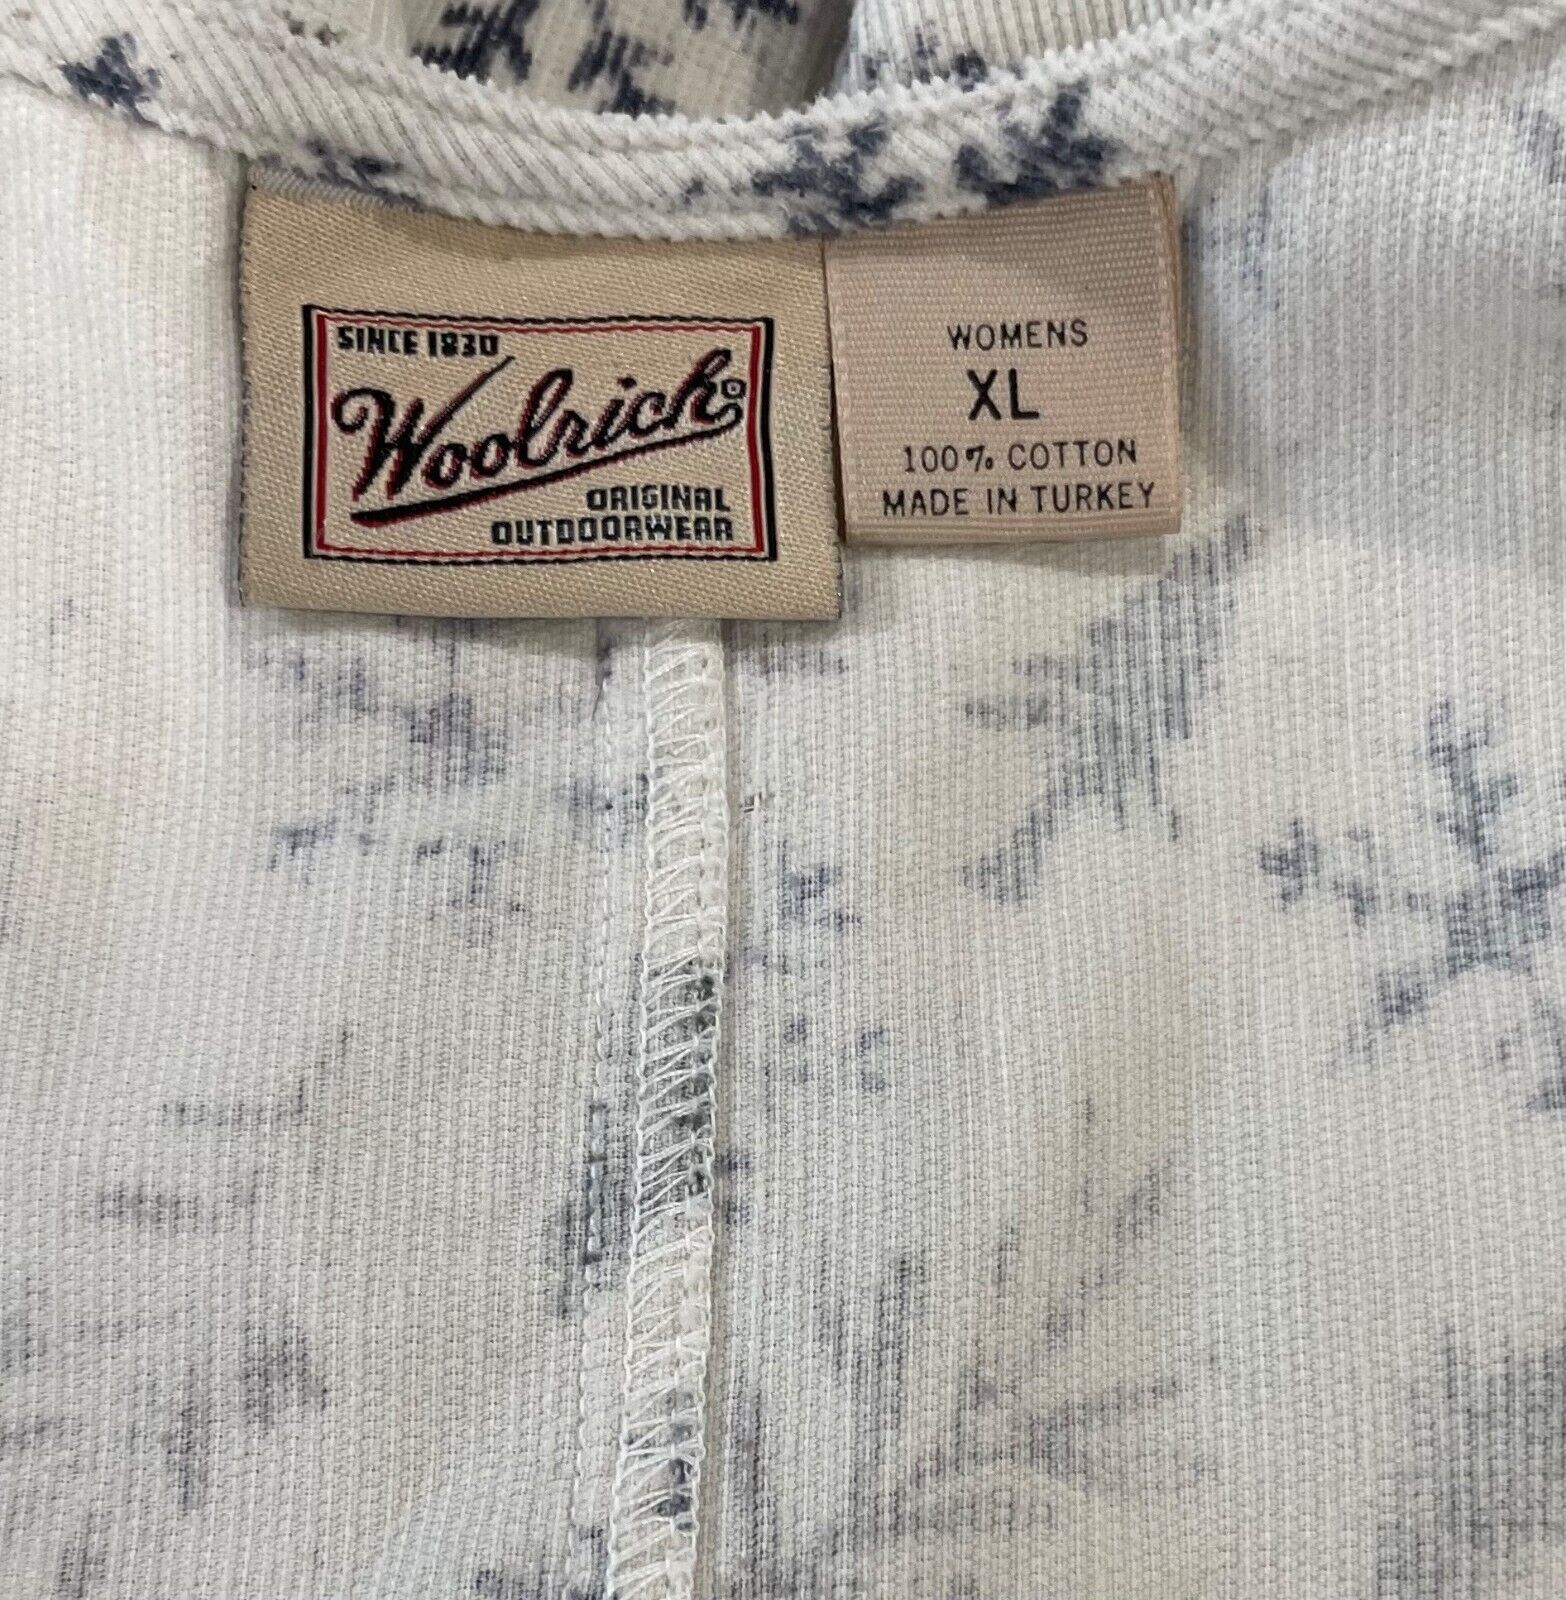 SINCE 1830
Woolrich®
ORIGINAL
OUTDOORWEAR
WOMENS
XL
100% COTTON
MADE IN TURKEY